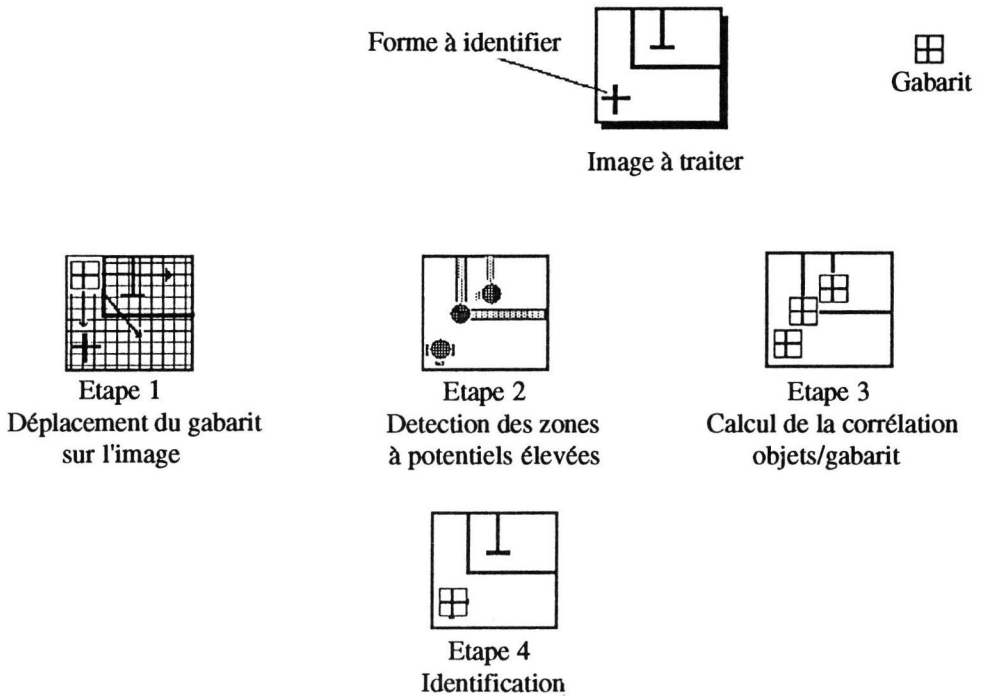 Forme à identifier
Gabarit
Image à traiter
Etape 1
Déplacement du gabarit
sur l'image
Etape 2
Detection des zones
à potentiels élevées
Etape 3
Calcul de la corrélation
objets/gabarit
Etape 4
Identification